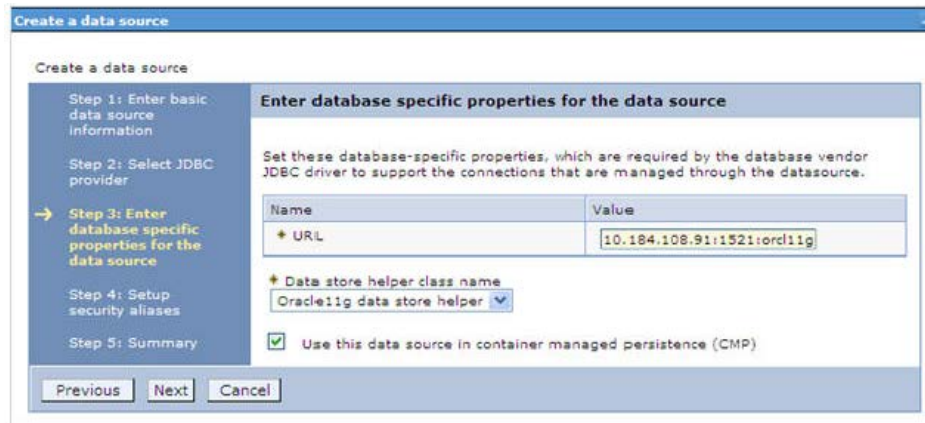 Create a data source
Create a data source
Step 1: Enter basic
data source
information
Step 2: Select JDBC
provider
Step 3: Enter
database specific
properties for the
data source
Step 4: Setup
security aliases
Step 5: Summary
Enter database specific properties for the data source
Set these database-specific properties, which are required by the database vendor
JDBC driver to support the connections that are managed through the datasource.
Name Value
URL 10.184.108.91:1521:orcl11g
Data store helper class name
Oracle11g data store helper
Use this data source in container managed persistence (CMP)
Previous Next Cancel